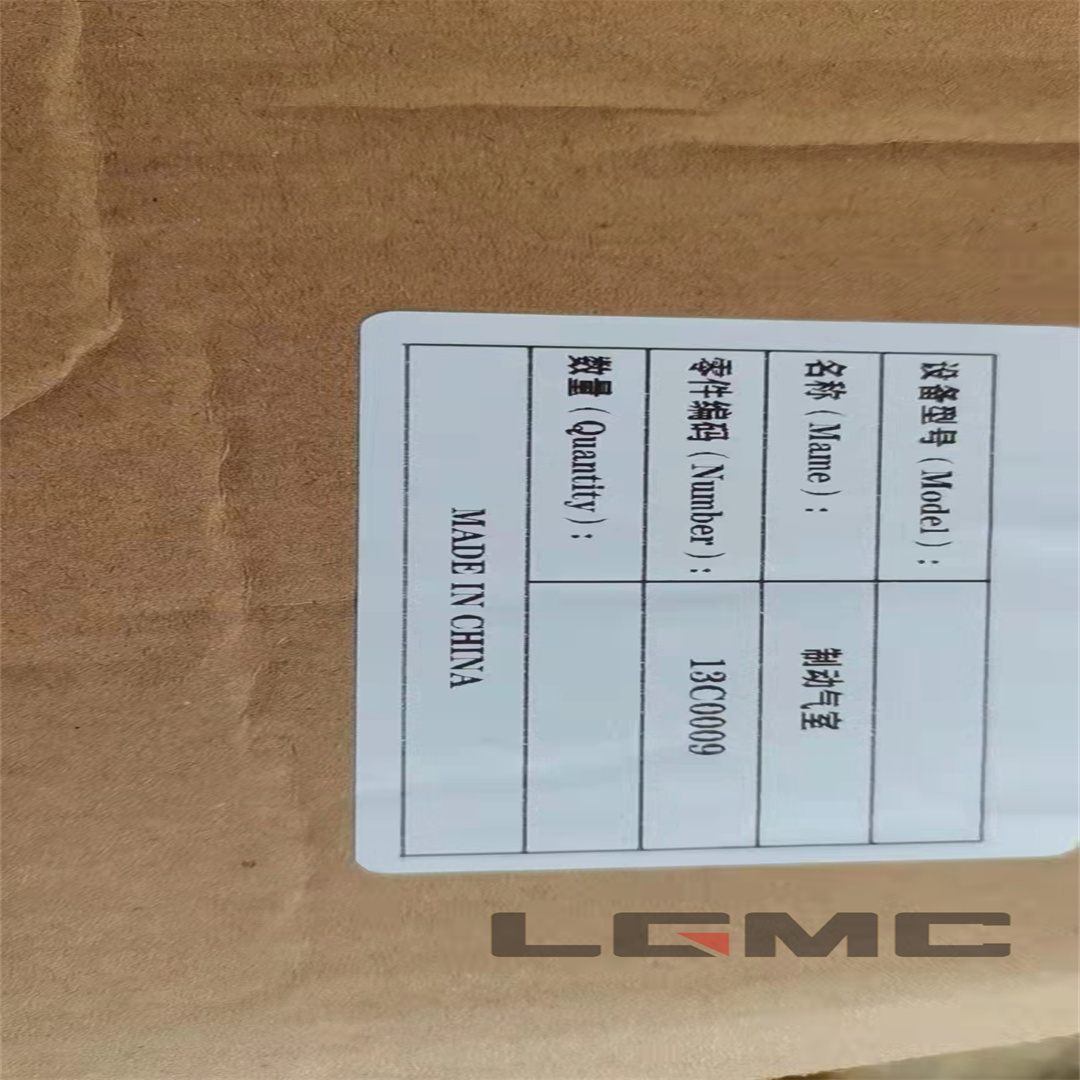 设备型号(Model):
名称(Mame): 制动气室
零件编码(Number): 13C0009
数量(Quantity):
MADE IN CHINA
LGMC